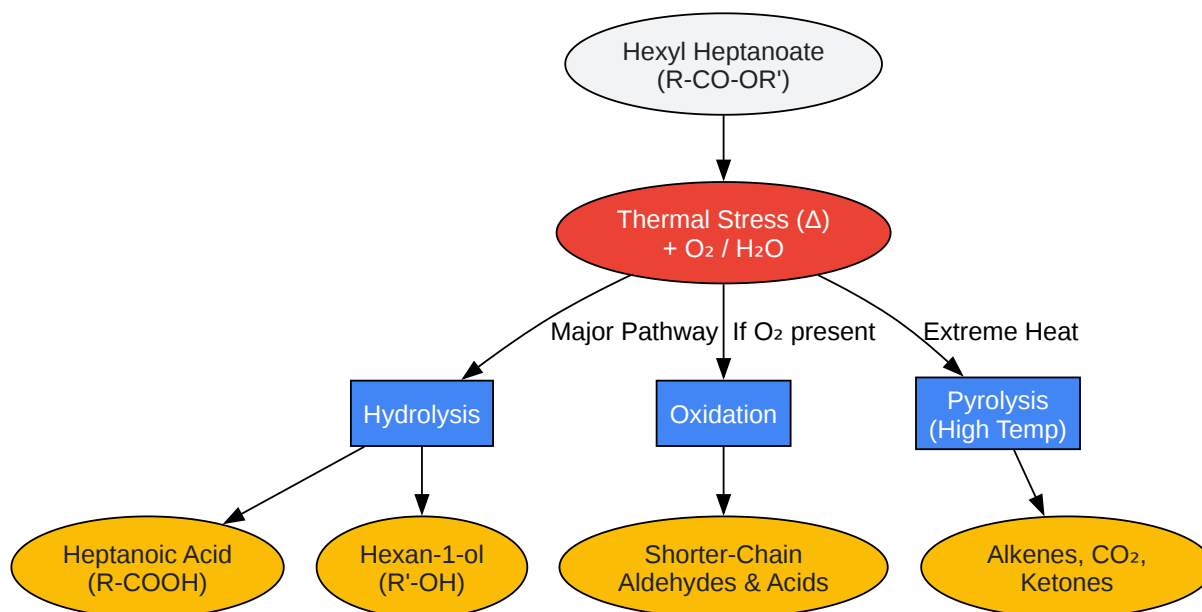 Hexyl Heptanoate
(R-CO-OR')
Thermal Stress (Δ)
+ O₂ / H₂O
Major Pathway
If O₂ present
Extreme Heat
Hydrolysis
Oxidation
Pyrolysis
(High Temp)
Heptanoic Acid
(R-COOH)
Hexan-1-ol
(R'-OH)
Shorter-Chain
Aldehydes & Acids
Alkenes, CO₂,
Ketones